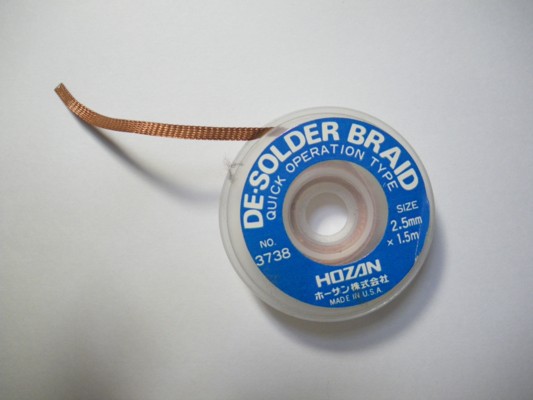 DE-SOLDER BRAID
QUICK OPERATION TYPE
NO.
3738
SIZE
2.5mm
× 1.5m
HOZAN
ホーザン株式会社
MADE IN U.S.A.